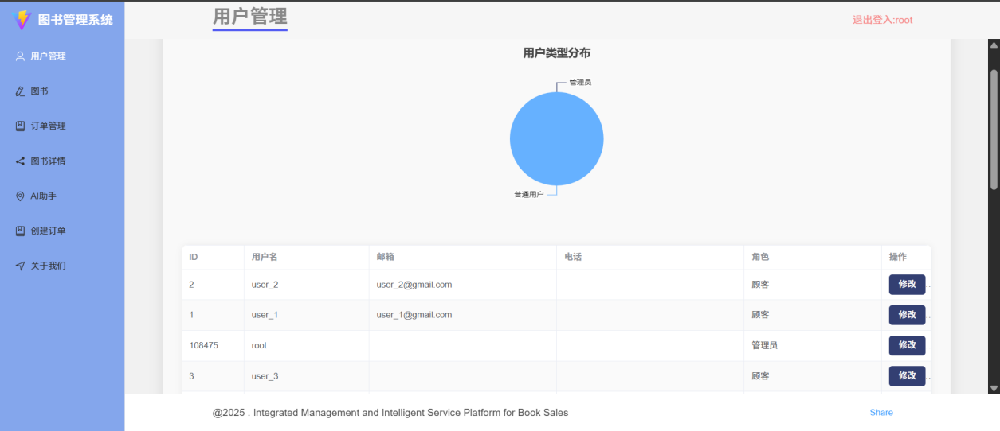 图书管理系统
用户管理
图书
订单管理
图书详情
AI助手
创建订单
关于我们
用户管理
退出登入:root
用户类型分布
管理员
普通用户
ID 用户名 邮箱 电话 角色 操作
2 user_2 user_2@gmail.com 顾客 修改 ...
1 user_1 user_1@gmail.com 顾客 修改 ...
108475 root 管理员 修改 ...
3 user_3 顾客 修改 ...
@2025 . Integrated Management and Intelligent Service Platform for Book Sales
Share